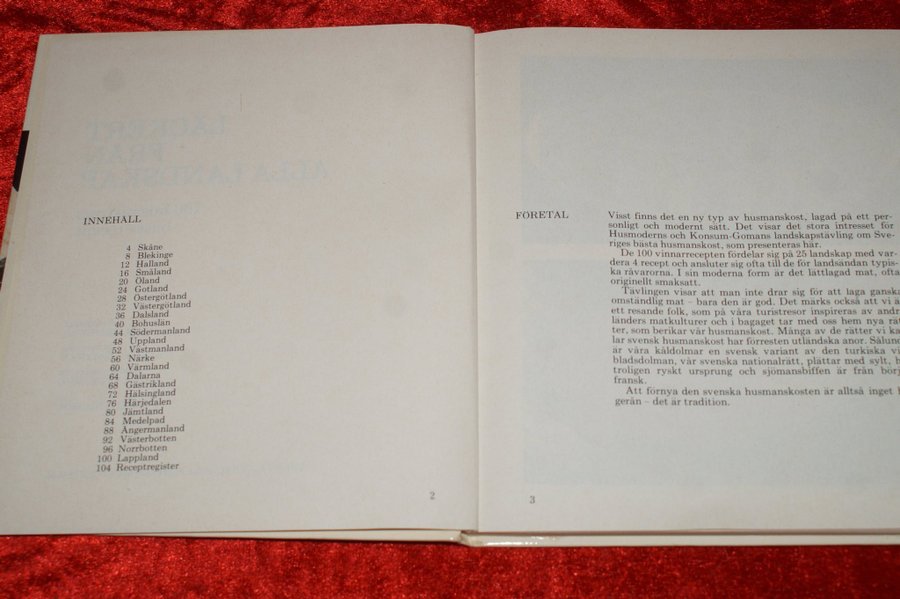 INNEHÅLL
4 Skåne
8 Blekinge
12 Halland
16 Småland
20 Öland
24 Gotland
28 Östergötland
32 Västergötland
36 Dalsland
40 Bohuslän
44 Södermanland
48 Uppland
52 Västmanland
56 Närke
60 Värmland
64 Dalarna
68 Gästrikland
72 Hälsingland
76 Härjedalen
80 Jämtland
84 Medelpad
88 Ångermanland
92 Västerbotten
96 Norrbotten
100 Lappland
104 Receptregister
2
FÖRETAL
Visst finns det en ny typ av husmanskost, lagad på ett per-
sonligt och modernt sätt. Det visar det stora intresset för
Husmoderns och Konsum-Gomans landskapstävling om Sve-
riges bästa husmanskost, som presenteras här.
De 100 vinnarrecepten fördelar sig på 25 landskap med var-
dera 4 recept och ansluter sig ofta till de för landsändan typis-
ka råvarorna. I sin moderna form är det lättlagad mat, ofta
originellt smaksatt.
Tävlingen visar att man inte drar sig för att laga ganska
omständlig mat – bara den är god. Det märks också att vi ä
ett resande folk, som på våra turistresor inspireras av andr
länders matkulturer och i bagaget tar med oss hem nya rät
ter, som berikar vår husmanskost. Många av de rätter vi ka
lar svensk husmanskost har förresten utländska anor. Sålun
är våra kåldolmar en svensk variant av den turkiska vi
bladsdolman, vår svenska nationalrätt, plättar med sylt, h
troligen ryskt ursprung och sjömansbiffen är från börj
fransk.
Att förnya den svenska husmanskosten är alltså inget h
gerån – det är tradition.
3